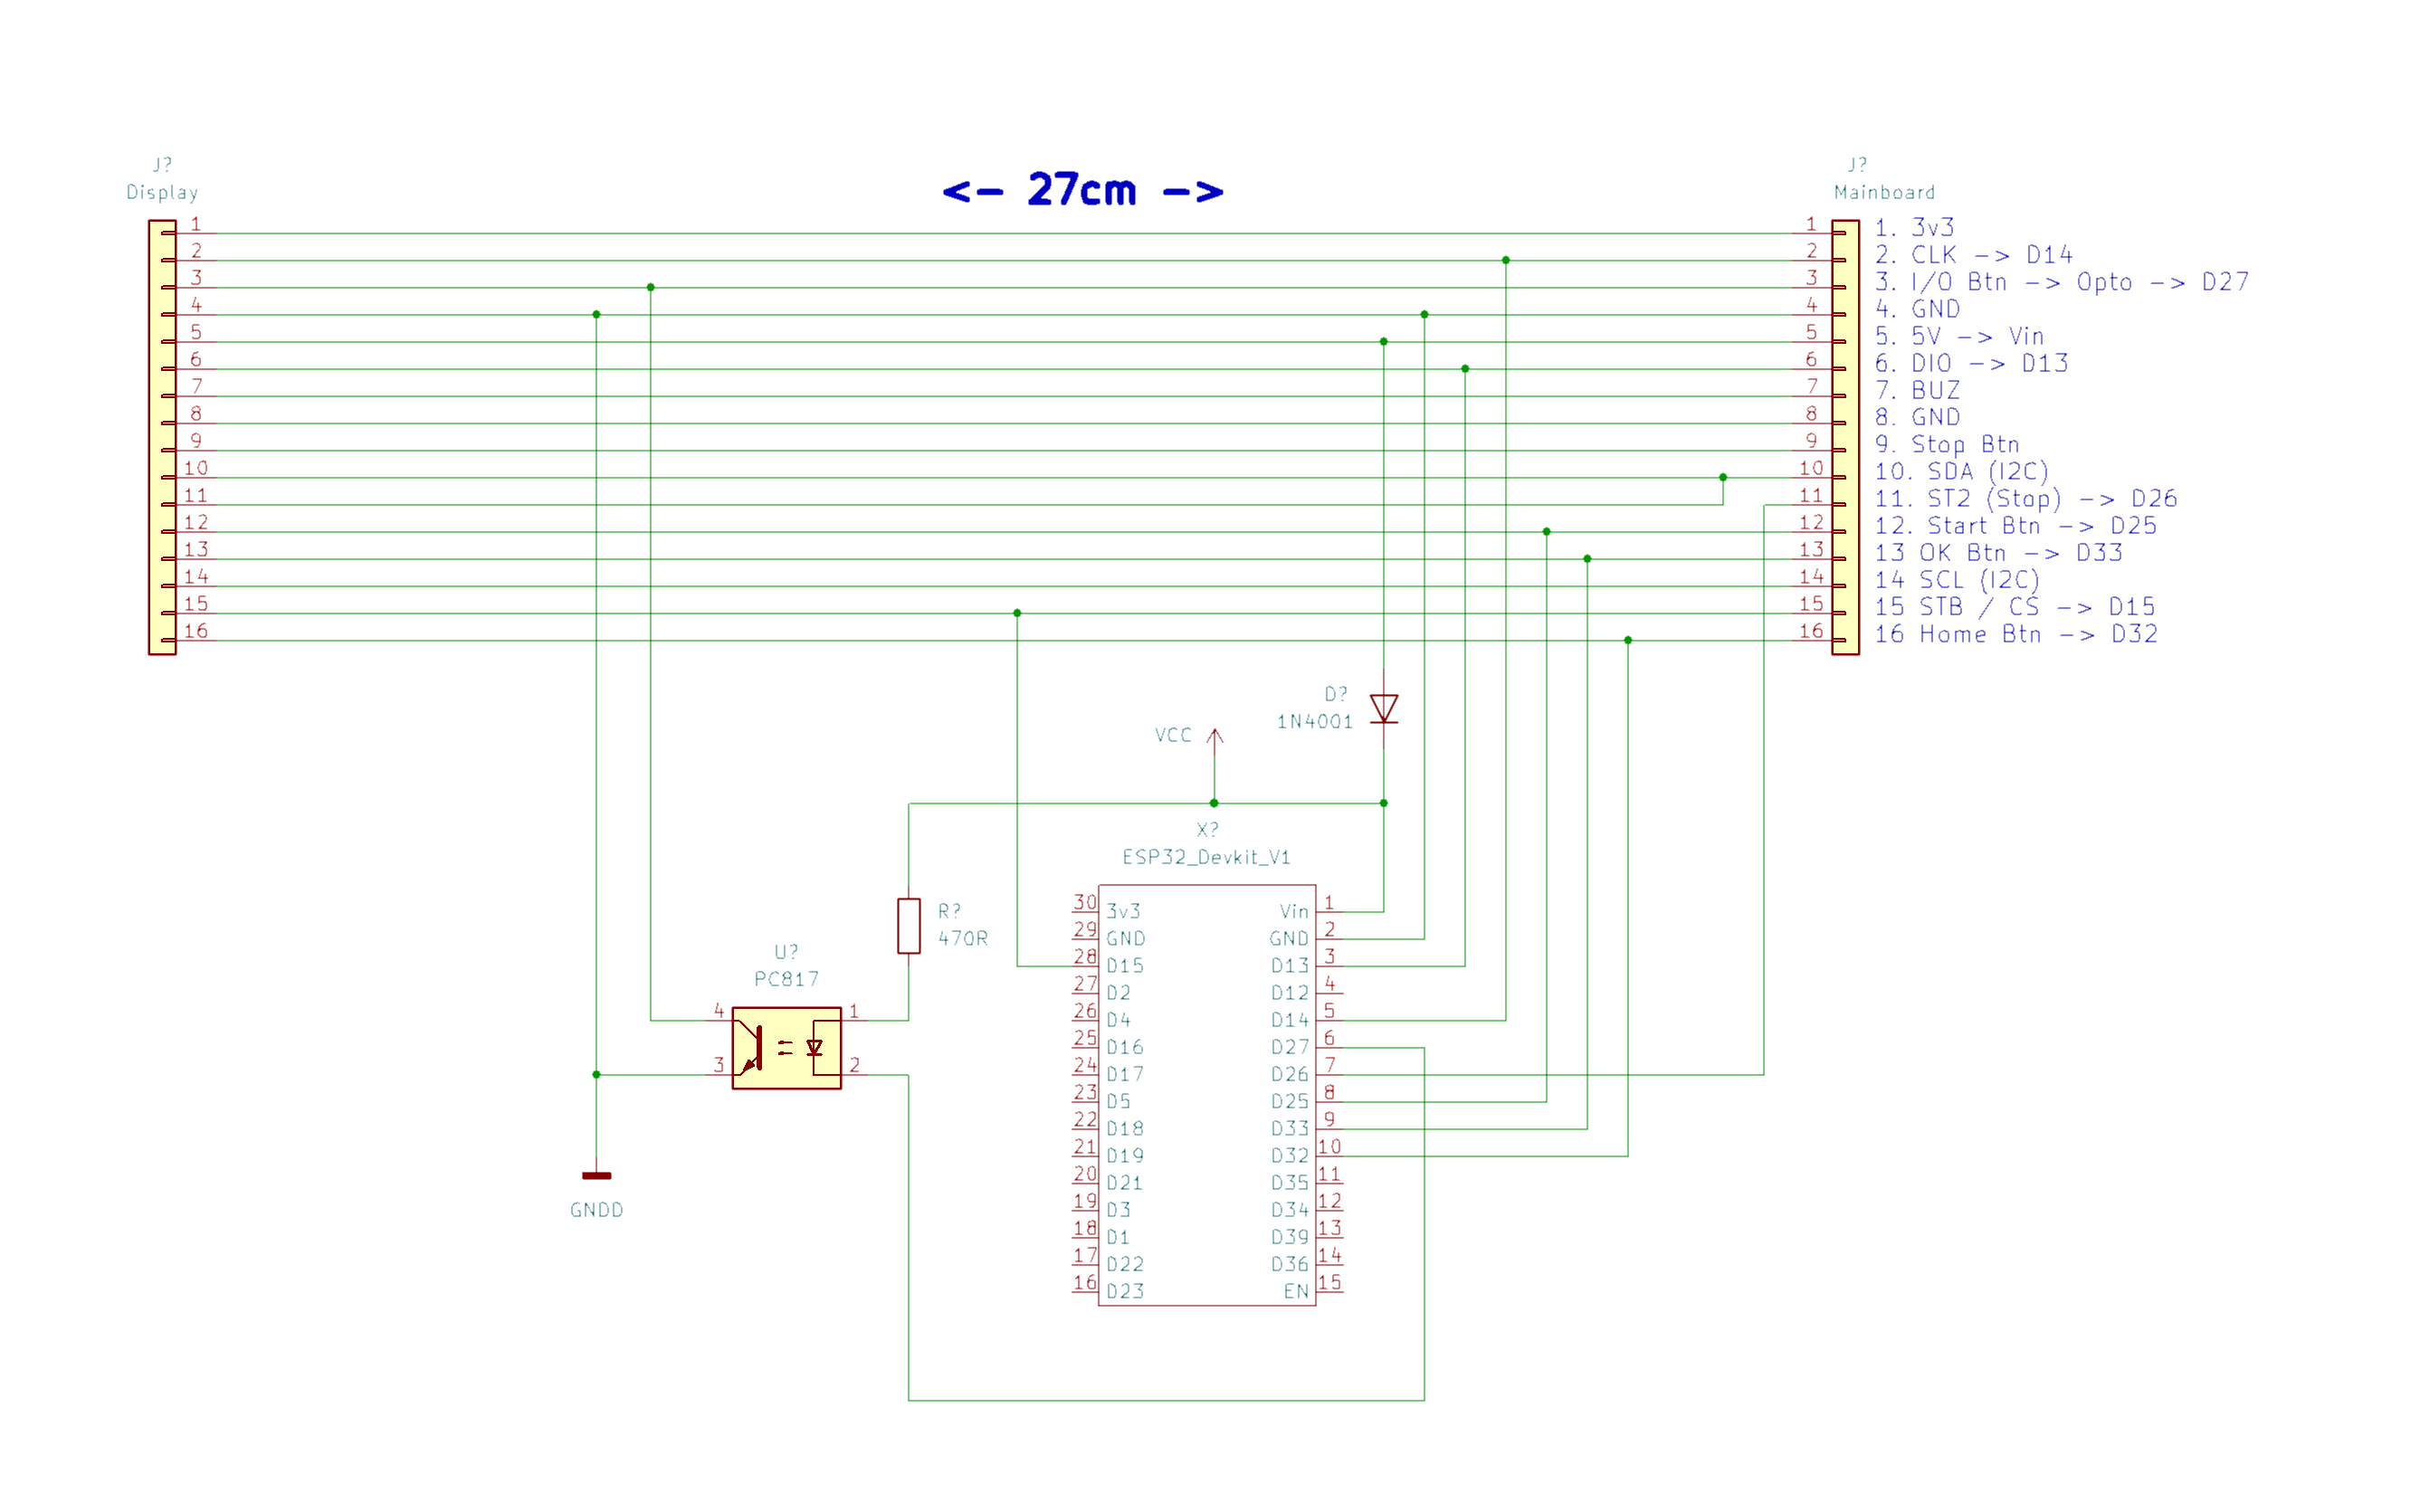 <- 27cm ->
J?
Display
1
2
3
4
5
6
7
8
9
10
11
12
13
14
15
16
J?
Mainboard
1
2
3
4
5
6
7
8
9
10
11
12
13
14
15
16
1. 3v3
2. CLK -> D14
3. I/O Btn -> Opto -> D27
4. GND
5. 5V -> Vin
6. DIO -> D13
7. BUZ
8. GND
9. Stop Btn
10. SDA (I2C)
11. ST2 (Stop) -> D26
12. Start Btn -> D25
13 OK Btn -> D33
14 SCL (I2C)
15 STB / CS -> D15
16 Home Btn -> D32
D?
1N4001
VCC
X?
ESP32_Devkit_V1
30 3v3 Vin 1
29 GND GND 2
28 D15 D13 3
27 D2 D12 4
26 D4 D14 5
25 D16 D27 6
24 D17 D26 7
23 D5 D25 8
22 D18 D33 9
21 D19 D32 10
20 D21 D35 11
19 D3 D34 12
18 D1 D39 13
17 D22 D36 14
16 D23 EN 15
R?
470R
U?
PC817
4 1
3 2
GNDD